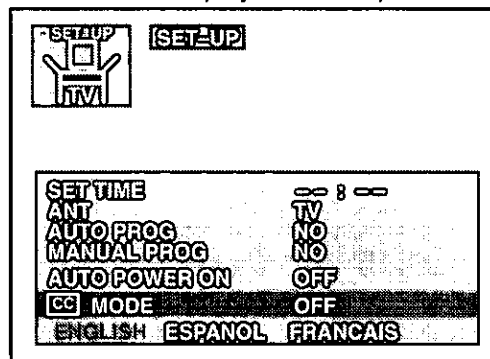 SET-UP SET-UP
TV
SET TIME -- : --
ANT TV
AUTO PROG NO
MANUAL PROG NO
AUTO POWER ON OFF
CC MODE OFF
ENGLISH ESPANOL FRANCAIS